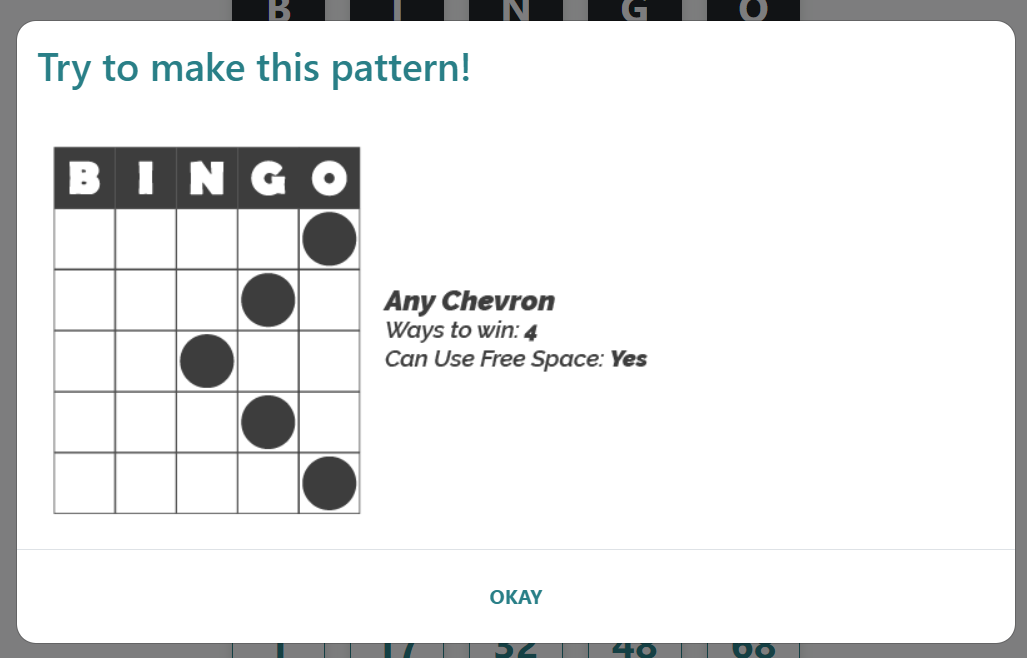 B I N G O
Try to make this pattern!
B I N G O
Any Chevron
Ways to win: 4
Can Use Free Space: Yes
OKAY
1 17 32 48 68